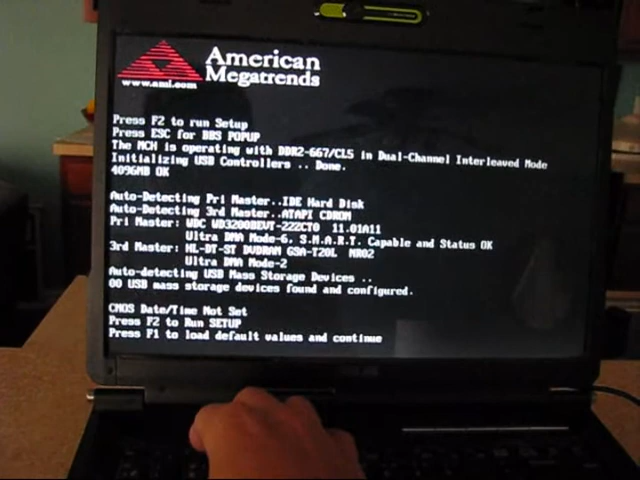 American
Megatrends
www.ami.com
Press F2 to run Setup
Press ESC for BBS POPUP
The MCH is operating with DDR2-667/CL5 in Dual-Channel Interleaved Mode
Initializing USB Controllers .. Done.
4096MB OK
Auto-Detecting Pri Master..IDE Hard Disk
Auto-Detecting 3rd Master..ATAPI CDROM
Pri Master: WDC WD3200BEVT-22ZCT0 11.01A11
Ultra DMA Mode-6, S.M.A.R.T. Capable and Status OK
3rd Master: HL-DT-ST DVDRAM GSA-T20L NR02
Ultra DMA Mode-2
Auto-detecting USB Mass Storage Devices ..
00 USB mass storage devices found and configured.
CMOS Date/Time Not Set
Press F2 to Run SETUP
Press F1 to load default values and continue